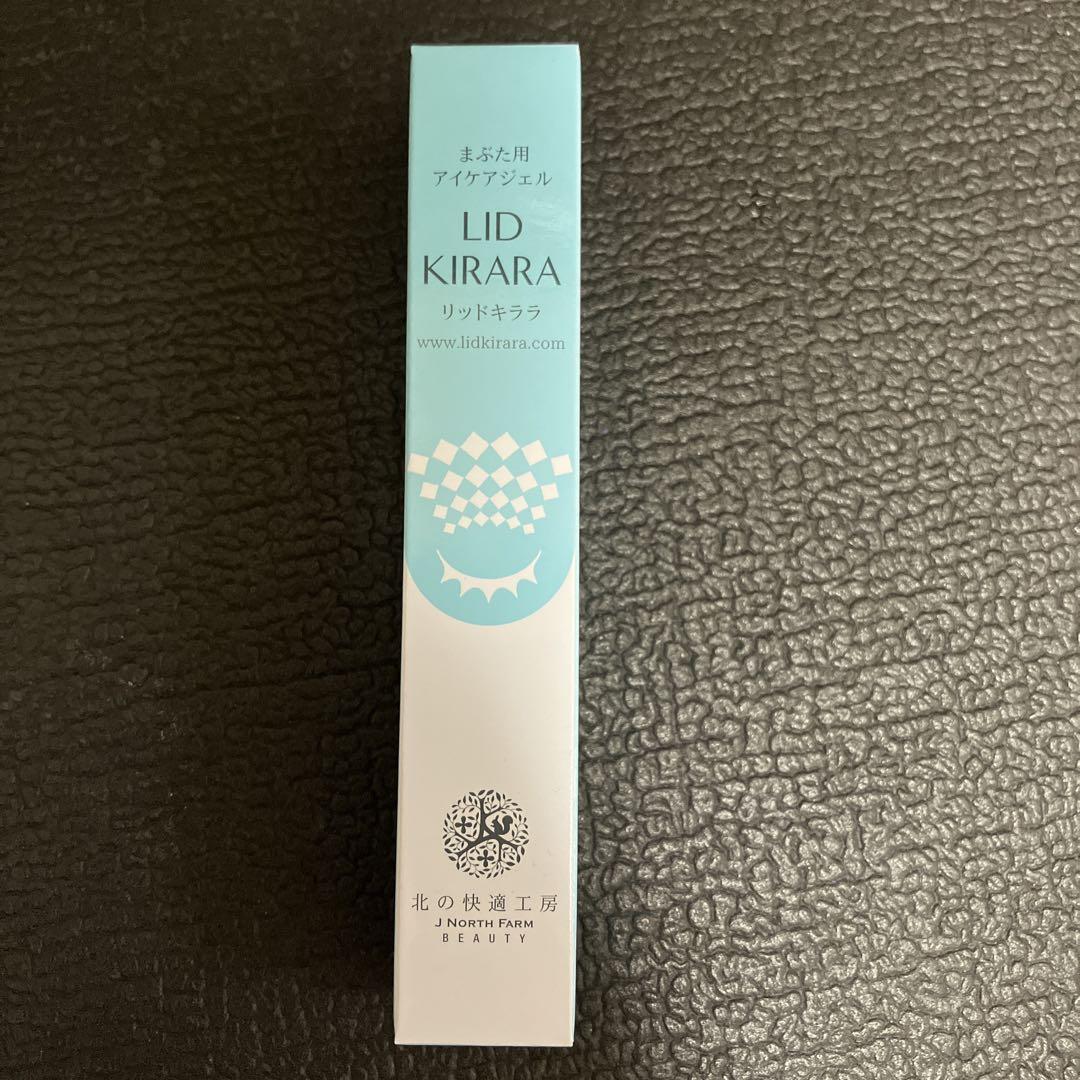 まぶた用
アイケアジェル
LID
KIRARA
リッドキララ
www.lidkirara.com
北の快適工房
J NORTH FARM
BEAUTY